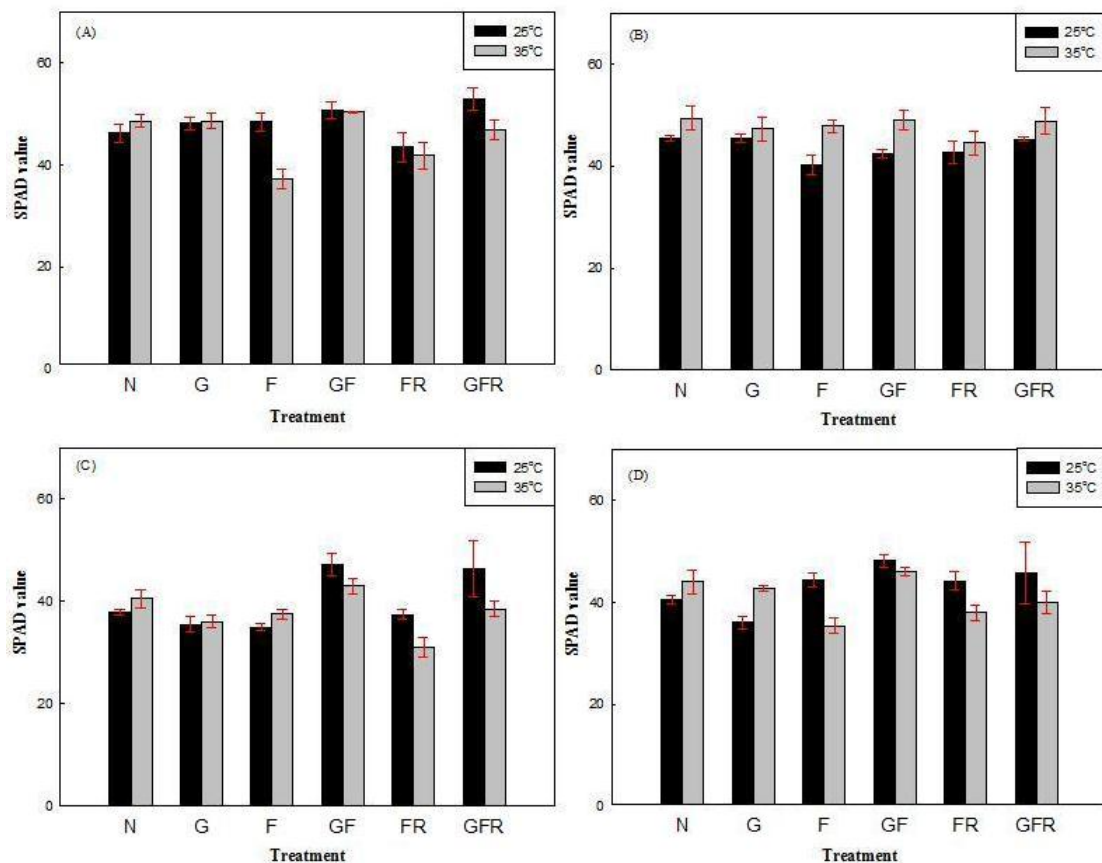 (A)
25°C
35°C
60
40
20
0
SPAD value
N G F GF FR GFR
Treatment
(B)
25°C
35°C
60
40
20
0
SPAD value
N G F GF FR GFR
Treatment
(C)
25°C
35°C
60
40
20
0
SPAD value
N G F GF FR GFR
Treatment
(D)
25°C
35°C
60
40
20
0
SPAD value
N G F GF FR GFR
Treatment